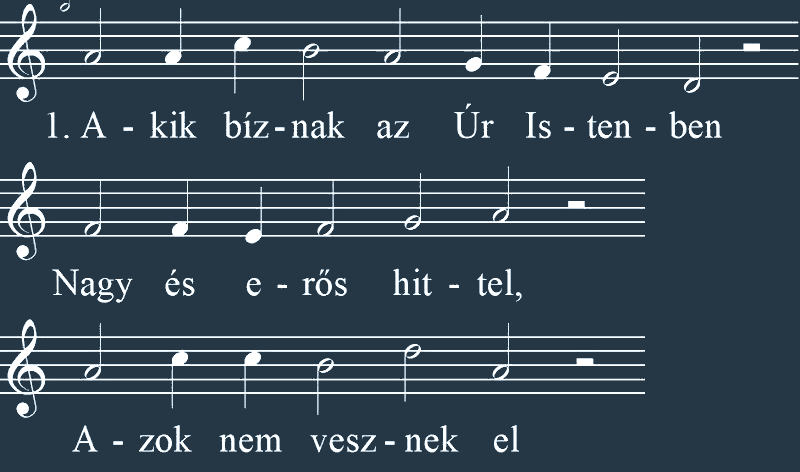 1. A - kik bíz - nak az Úr Is - ten - ben
Nagy és e - rős hit - tel,
A - zok nem vesz - nek el